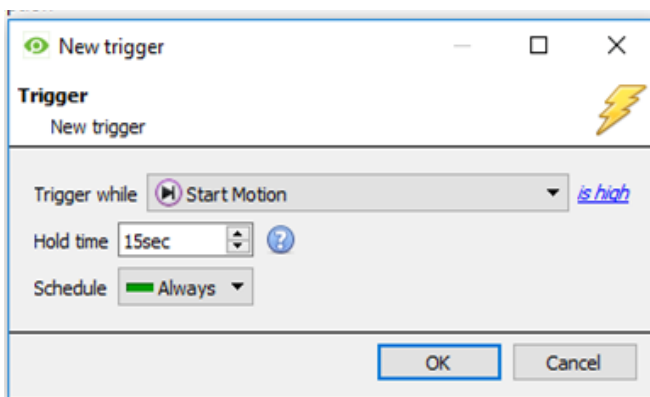 New trigger
Trigger
New trigger
Trigger while Start Motion is high
Hold time 15sec ?
Schedule Always
OK Cancel